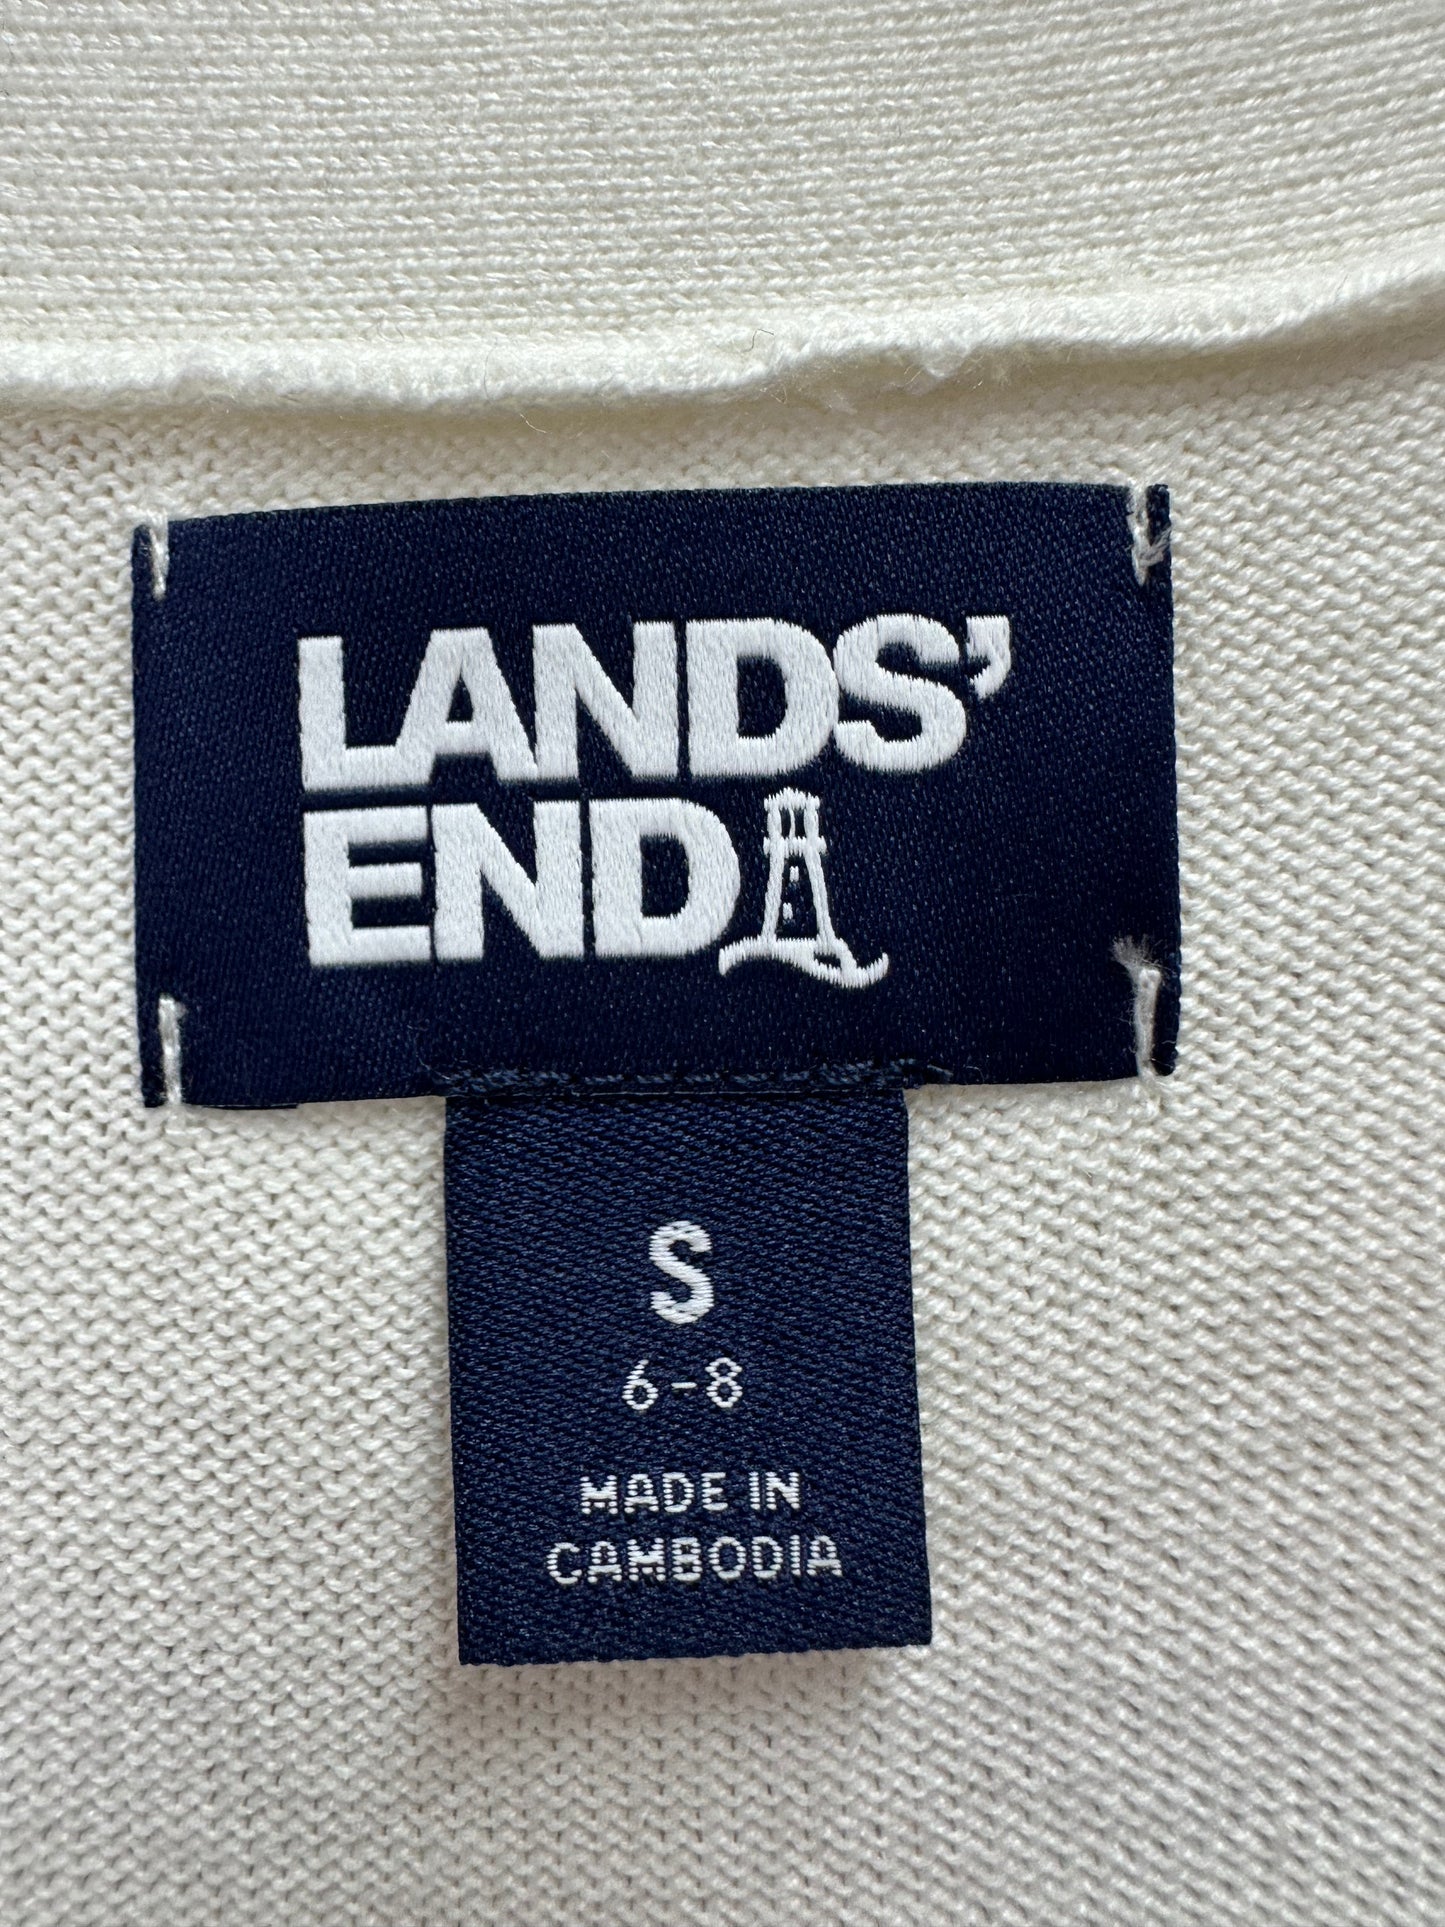 LANDS’
END
S
6-8
MADE IN
CAMBODIA